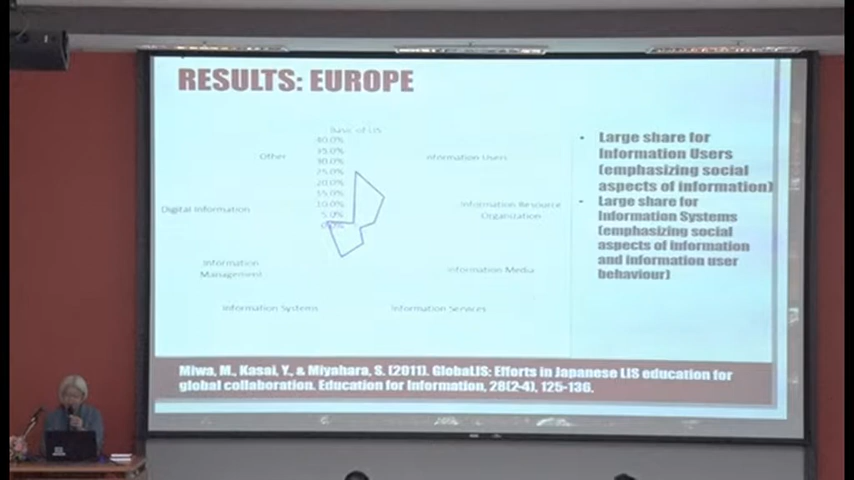 RESULTS: EUROPE
Basic of LIS
40.0%
35.0%
30.0%
25.0%
20.0%
15.0%
10.0%
5.0%
0.0%
Other
Information Users
Digital Information
Information Resource
Organization
Information
Management
Information Media
Information Systems
Information Services
• Large share for
Information Users
(emphasizing social
aspects of information)
• Large share for
Information Systems
(emphasizing social
aspects of information
and information user
behaviour)
Miwa, M., Kasai, Y., & Miyahara, S. (2011). GlobaLIS: Efforts in Japanese LIS education for
global collaboration. Education for Information, 28(2-4), 125-136.